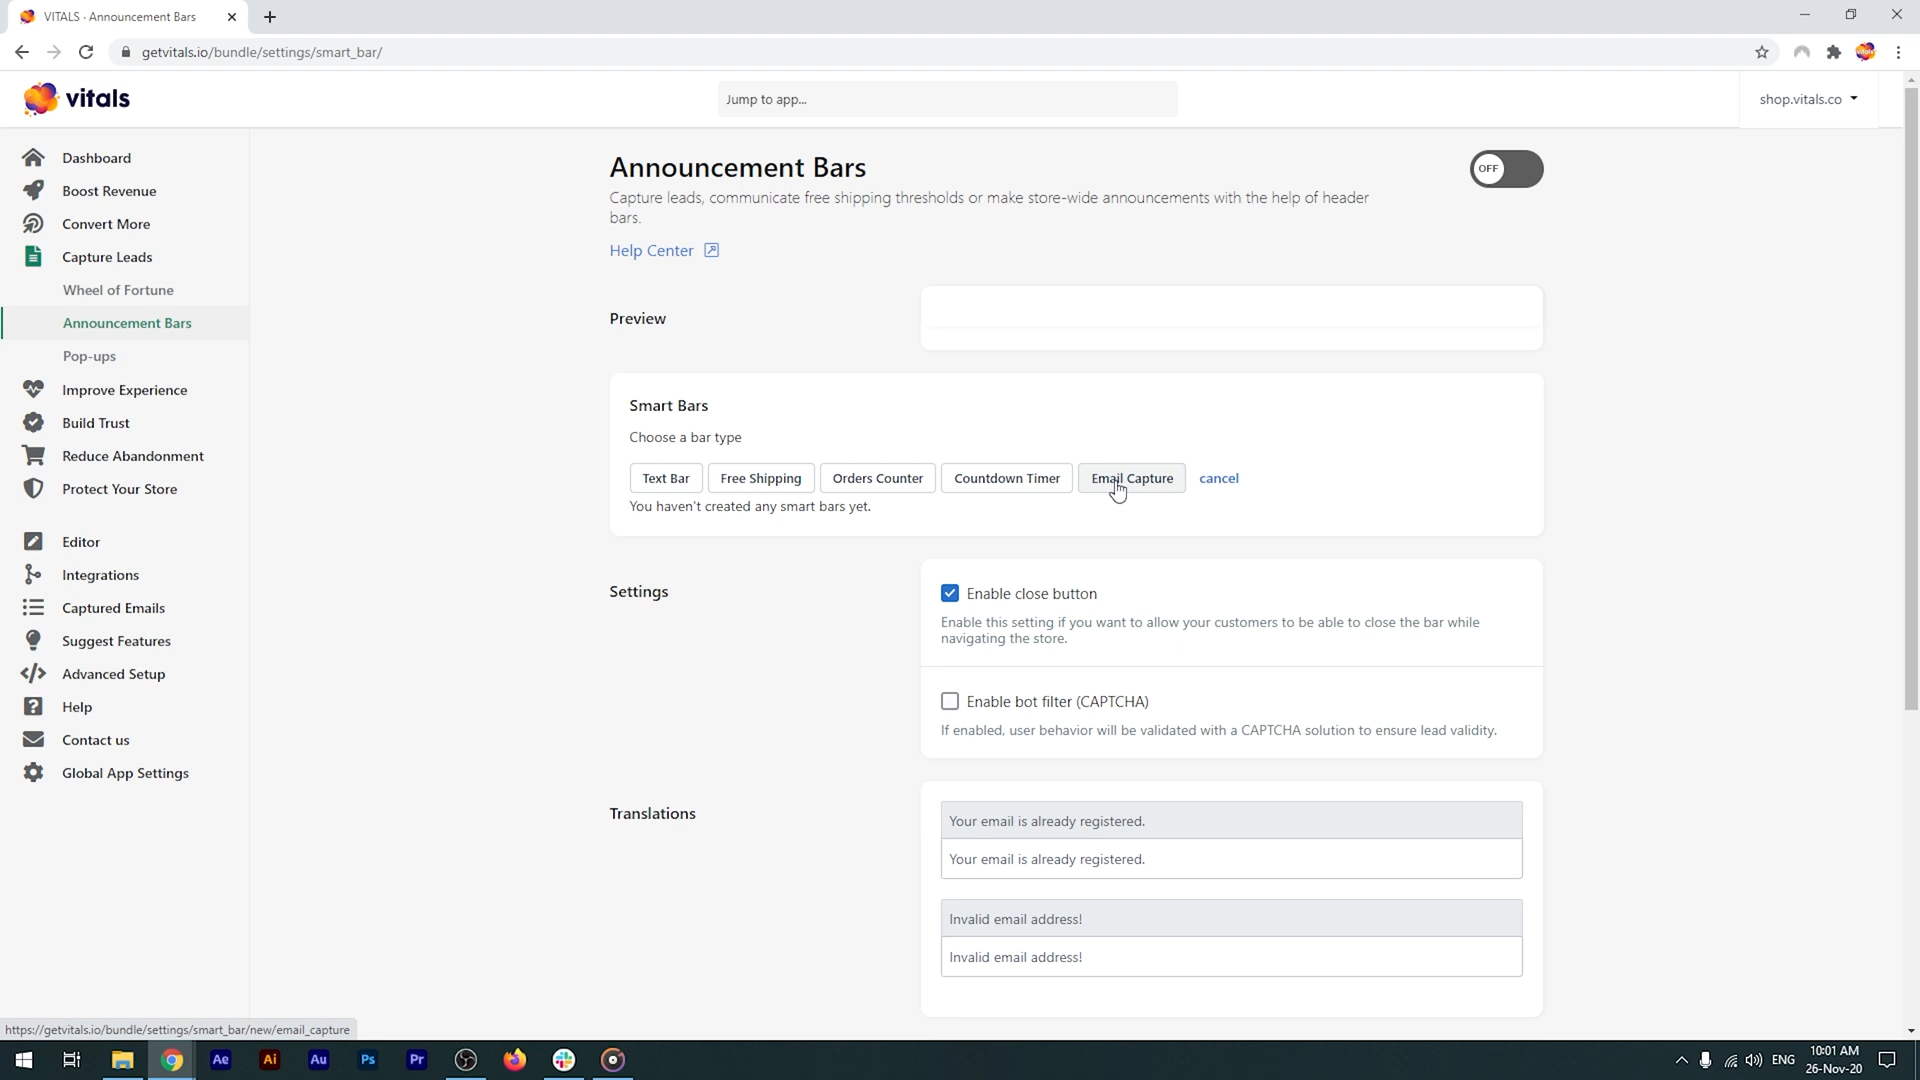 VITALS · Announcement Bars
getvitals.io/bundle/settings/smart_bar/
vitals
Jump to app...
shop.vitals.co
Dashboard
Boost Revenue
Convert More
Capture Leads
Wheel of Fortune
Announcement Bars
Pop-ups
Improve Experience
Build Trust
Reduce Abandonment
Protect Your Store
Editor
Integrations
Captured Emails
Suggest Features
Advanced Setup
Help
Contact us
Global App Settings
Announcement Bars
OFF
Capture leads, communicate free shipping thresholds or make store-wide announcements with the help of header
bars.
Help Center
Preview
Smart Bars
Choose a bar type
Text Bar Free Shipping Orders Counter Countdown Timer Email Capture cancel
You haven't created any smart bars yet.
Settings
Enable close button
Enable this setting if you want to allow your customers to be able to close the bar while
navigating the store.
Enable bot filter (CAPTCHA)
If enabled, user behavior will be validated with a CAPTCHA solution to ensure lead validity.
Translations
Your email is already registered.
Your email is already registered.
Invalid email address!
Invalid email address!
https://getvitals.io/bundle/settings/smart_bar/new/email_capture
Ae Ai Au Ps Pr
ENG
10:01 AM
26-Nov-20